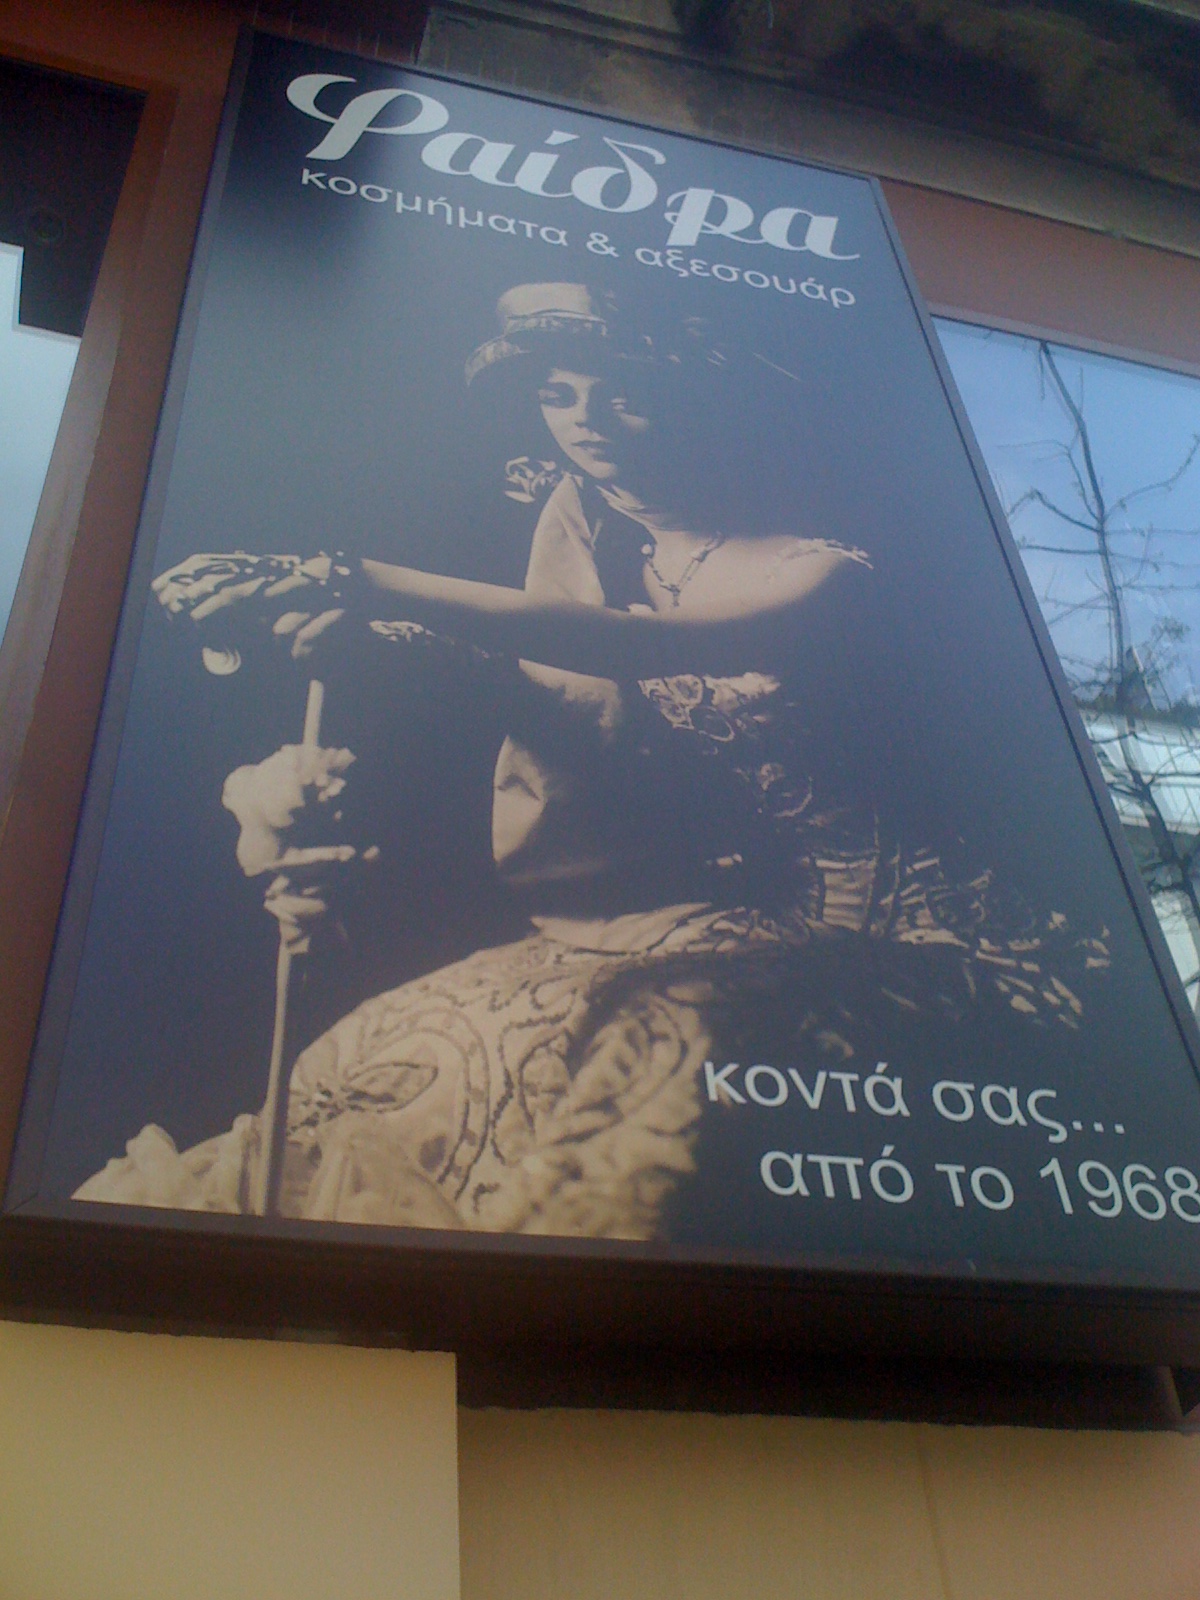 Φαίδρα
κοσμήματα & αξεσουάρ
κοντά σας...
από το 1968